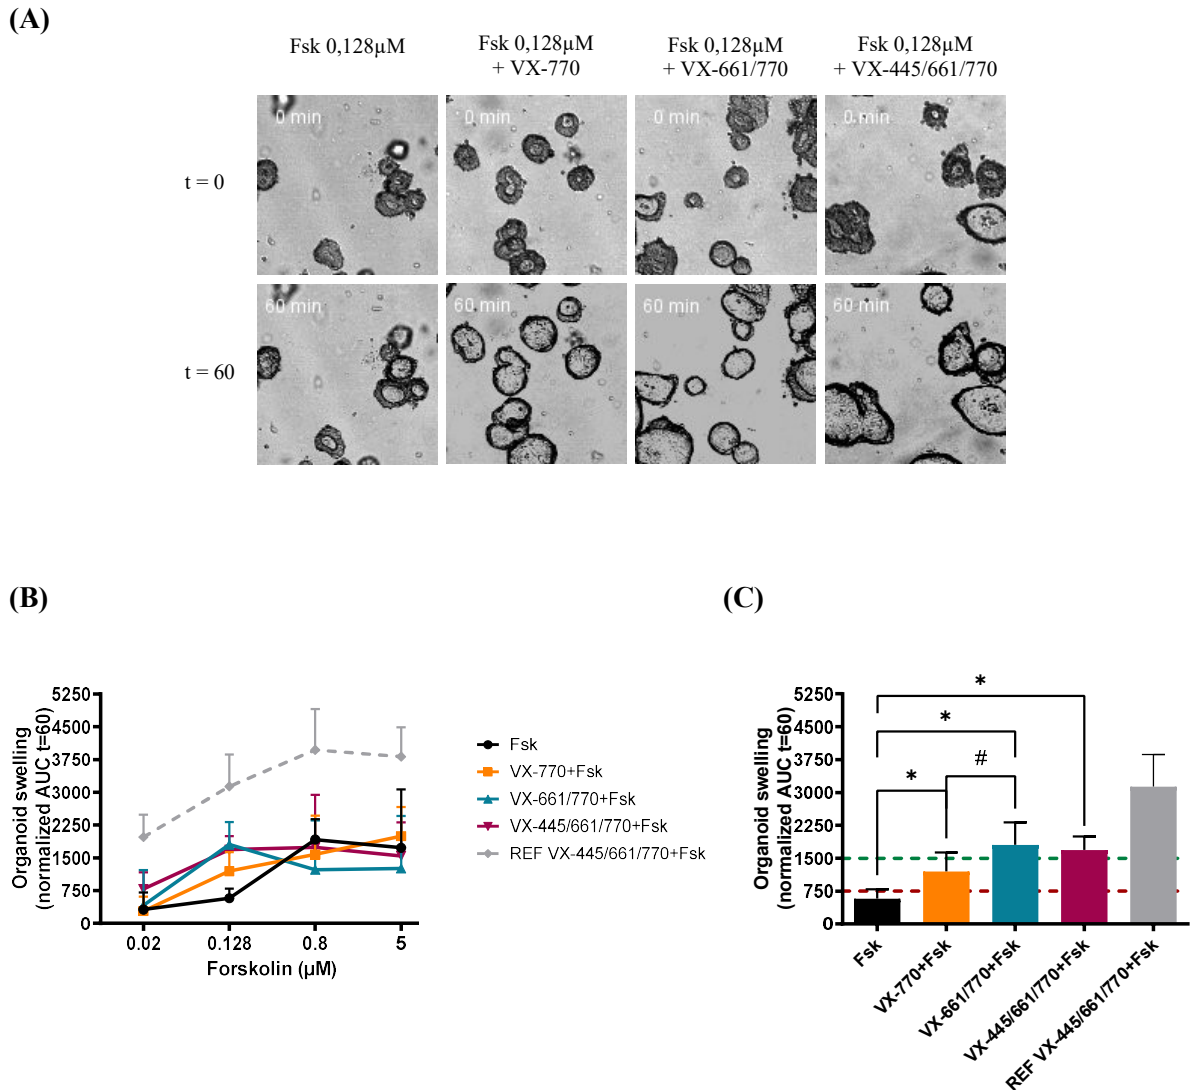 (A)
Fsk 0,128µM
Fsk 0,128µM
+ VX-770
Fsk 0,128µM
+ VX-661/770
Fsk 0,128µM
+ VX-445/661/770
t = 0
0 min
0 min
0 min
0 min
t = 60
60 min
60 min
60 min
60 min
(B)
Organoid swelling
(normalized AUC t=60)
5250
4500
3750
3000
2250
1500
750
0
0.02
0.128
0.8
5
Forskolin (µM)
Fsk
VX-770+Fsk
VX-661/770+Fsk
VX-445/661/770+Fsk
REF VX-445/661/770+Fsk
(C)
Organoid swelling
(normalized AUC t=60)
5250
4500
3750
3000
2250
1500
750
0
*
*
*
#
Fsk
VX-770+Fsk
VX-661/770+Fsk
VX-445/661/770+Fsk
REF VX-445/661/770+Fsk